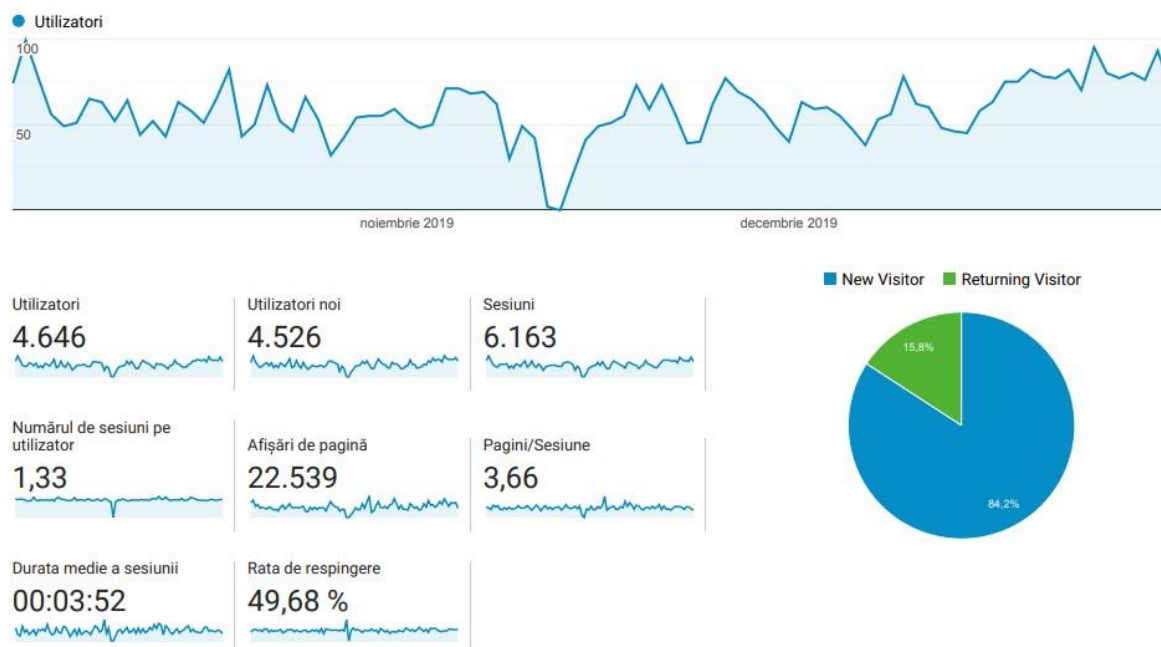 Utilizatori
100
50
noiembrie 2019
decembrie 2019
New Visitor
Returning Visitor
Utilizatori
4.646
Utilizatori noi
4.526
Sesiuni
6.163
15,8%
84,2%
Numărul de sesiuni pe
utilizator
1,33
Afișări de pagină
22.539
Pagini/Sesiune
3,66
Durata medie a sesiunii
00:03:52
Rata de respingere
49,68 %